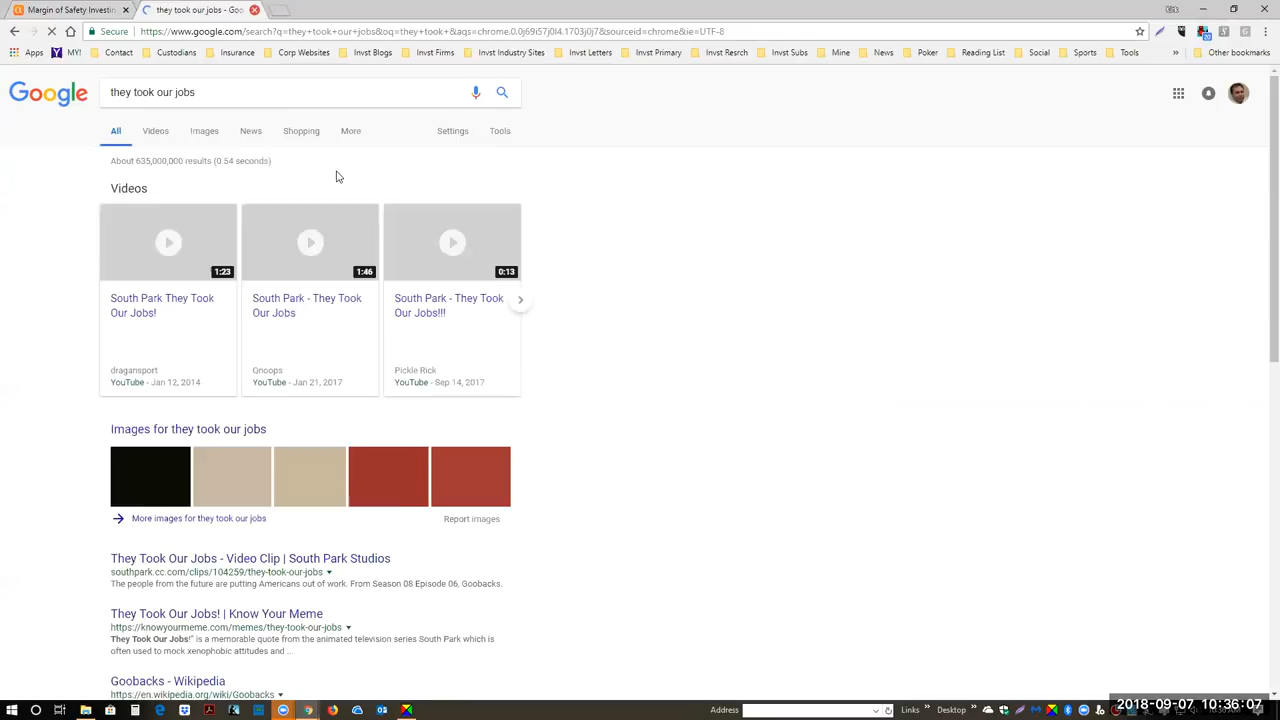 Margin of Safety Investin
they took our jobs - Goo
Secure
https://www.google.com/search?q=they+took+our+jobs&oq=they+took+&aqs=chrome.0.0j69i57j0l4.1703j0j7&sourceid=chrome&ie=UTF-8
Apps MY! Contact Custodians Insurance Corp Websites Invst Blogs Invst Firms Invst Industry Sites Invst Letters Invst Primary Invst Resrch Invst Subs Mine News Poker Reading List Social Sports Tools » Other bookmarks
Google
they took our jobs
All Videos Images News Shopping More Settings Tools
About 635,000,000 results (0.54 seconds)
Videos
1:23
1:46
0:13
South Park They Took
Our Jobs!
South Park - They Took
Our Jobs
South Park - They Took
Our Jobs!!!
dragansport
YouTube - Jan 12, 2014
Qnoops
YouTube - Jan 21, 2017
Pickle Rick
YouTube - Sep 14, 2017
Images for they took our jobs
More images for they took our jobs
Report images
They Took Our Jobs - Video Clip | South Park Studios
southpark.cc.com/clips/104259/they-took-our-jobs
The people from the future are putting Americans out of work. From Season 08 Episode 06, Goobacks.
They Took Our Jobs! | Know Your Meme
https://knowyourmeme.com/memes/they-took-our-jobs
They Took Our Jobs!" is a memorable quote from the animated television series South Park which is
often used to mock xenophobic attitudes and ...
Goobacks - Wikipedia
https://en.wikipedia.org/wiki/Goobacks
Address
Links »
Desktop »
2018-09-07 10:36:07